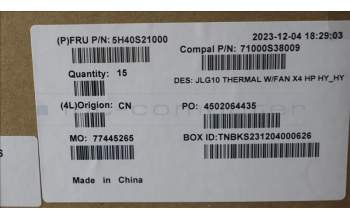 (P)FRU P/N: 5H40S21000
2023-12-04 18:29:03
Compal P/N: 71000S38009
Quantity: 15
DES: JLG10 THERMAL W/FAN X4 HP HY_HY
(4L)Origion: CN
PO: 4502064435
MO: 77445265
BOX ID:TNBKS231204000626
Made in China